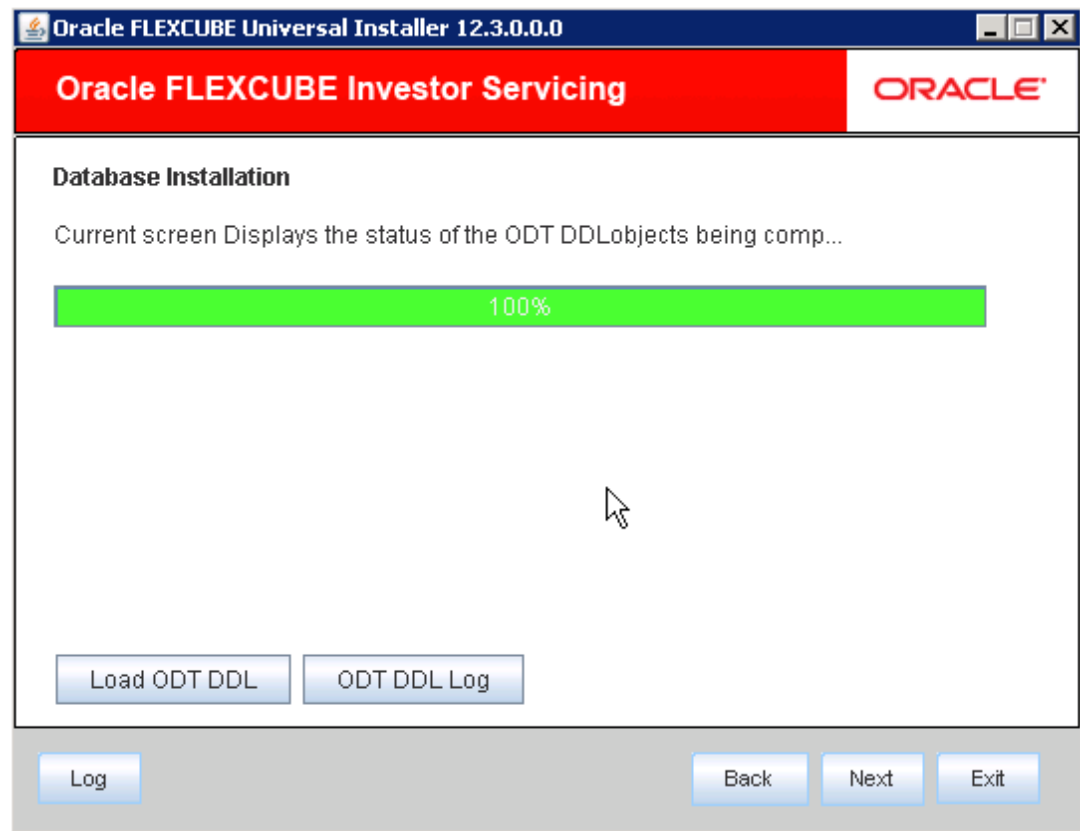 Oracle FLEXCUBE Universal Installer 12.3.0.0.0
Oracle FLEXCUBE Investor Servicing
ORACLE
Database Installation
Current screen Displays the status of the ODT DDLobjects being comp...
100%
Load ODT DDL
ODT DDL Log
Log
Back
Next
Exit